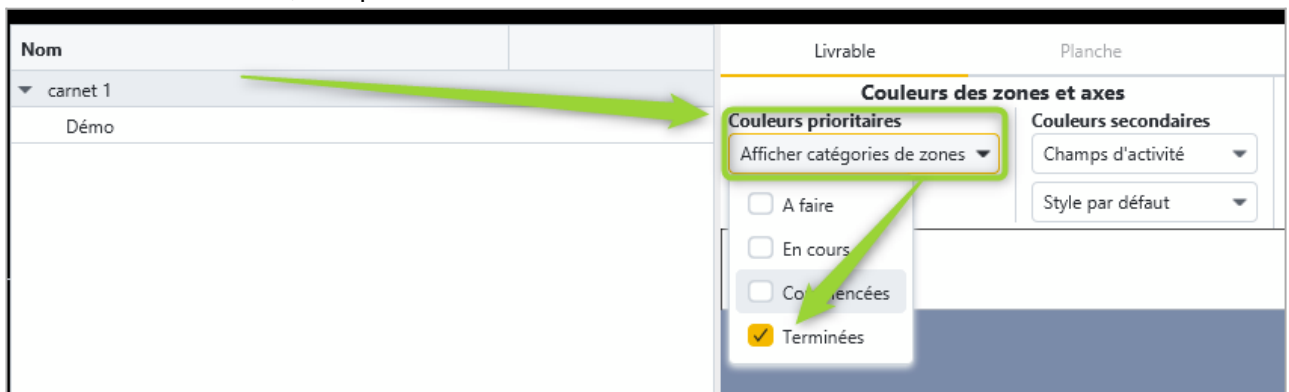 Nom
carnet 1
Démo
Livrable
Planche
Couleurs des zones et axes
Couleurs prioritaires
Couleurs secondaires
Afficher catégories de zones
Champs d'activité
Style par défaut
A faire
En cours
Terminées